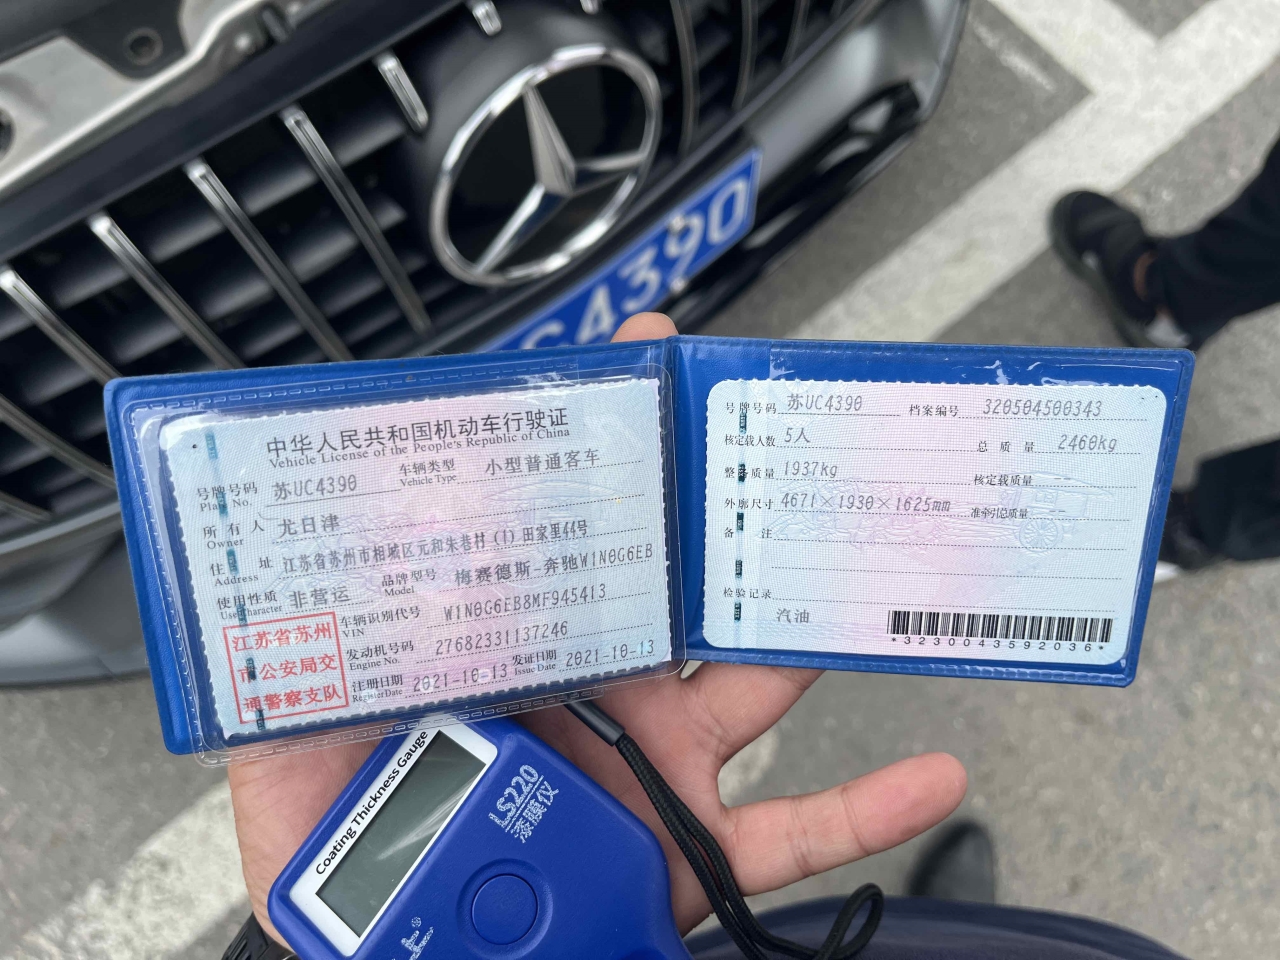 C4390
中华人民共和国机动车行驶证
Vehicle License of the People's Republic of China
号牌号码 苏UC4390 车辆类型 小型普通客车
Plate No. Vehicle Type
所有人 尤日津
Owner
住址 江苏省苏州市相城区元和朱巷村(1)田家里44号
Address
使用性质 非营运 品牌型号 梅赛德斯-奔驰W1N0G6EB
Use Character Model
江苏省苏州
市公安局交
通警察支队
车辆识别代号 W1N0G6EB8MF945413
VIN
发动机号码 27682331137246
Engine No.
注册日期 2021-10-13 发证日期 2021-10-13
Register Date Issue Date
号牌号码 苏UC4390 档案编号 320504500343
核定载人数 5人 总质量 2460kg
整备质量 1937kg 核定载质量 --
外廓尺寸 4671×1930×1625mm 准牵引总质量 --
备注
检验记录
汽油
*3230043592036*
Coating Thickness Gauge
LS220
漆膜仪